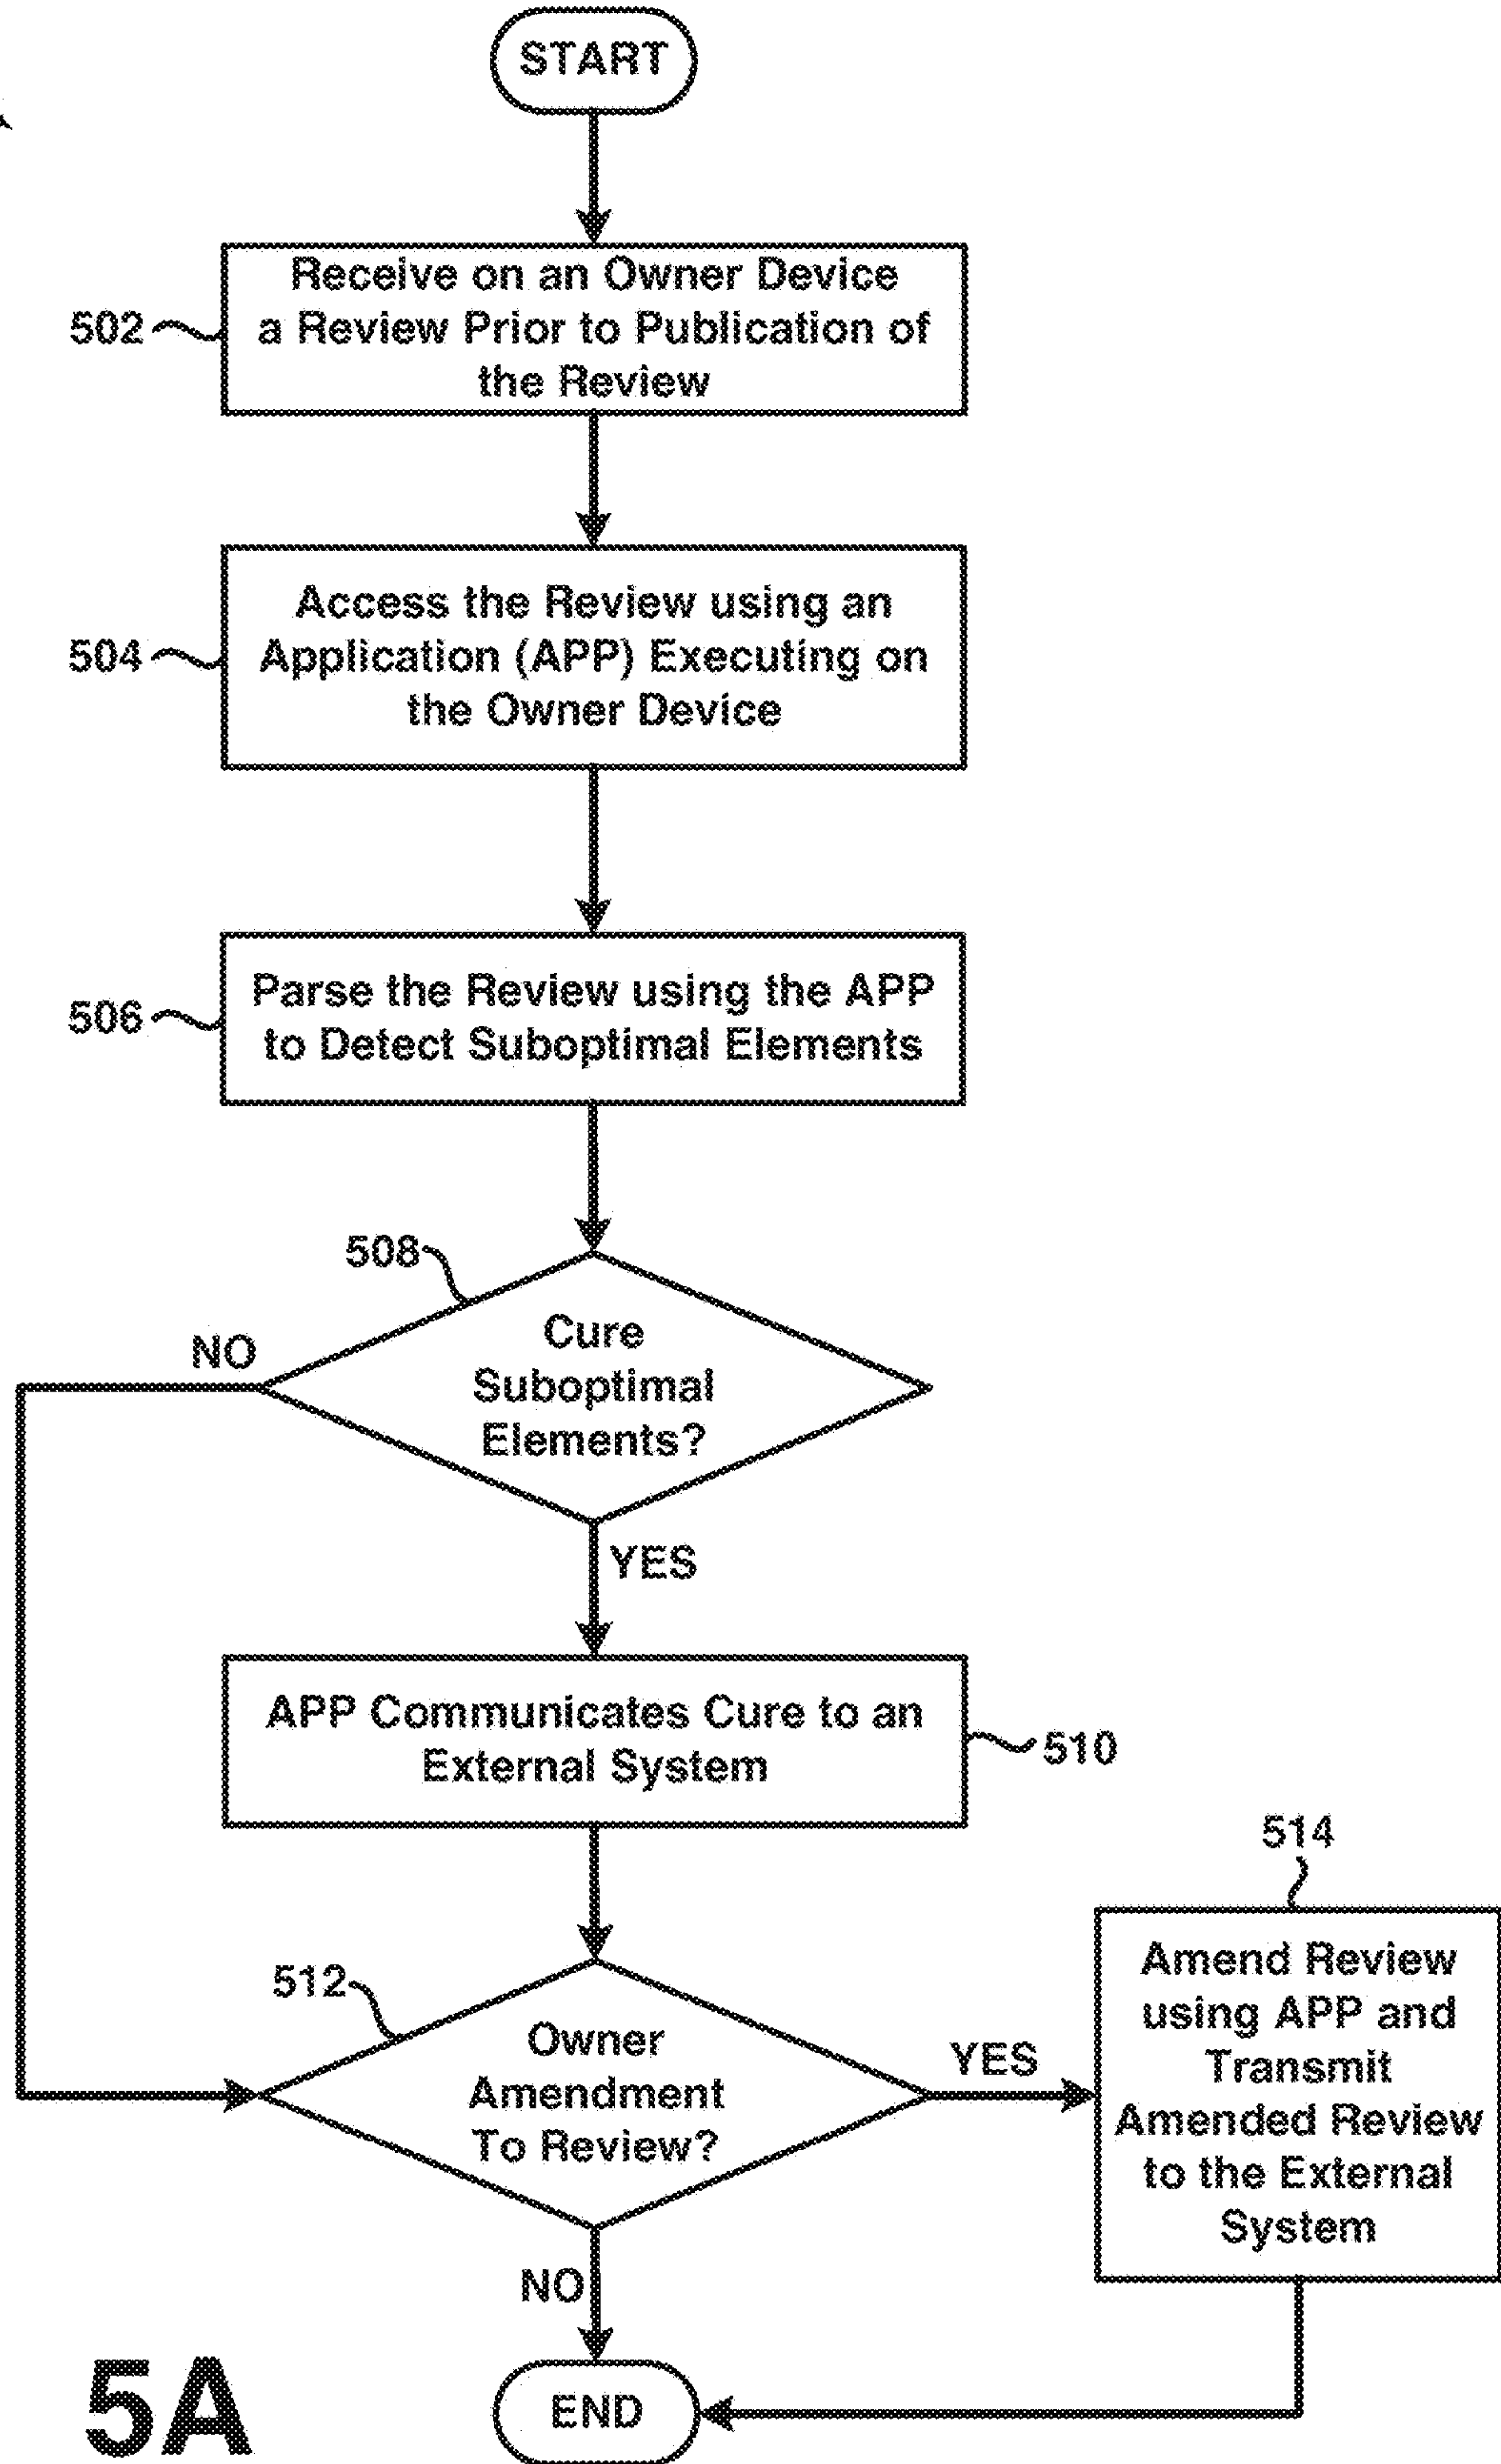 START
502
Receive on an Owner Device
a Review Prior to Publication of
the Review
504
Access the Review using an
Application (APP) Executing on
the Owner Device
506
Parse the Review using the APP
to Detect Suboptimal Elements
508
Cure
Suboptimal
Elements?
NO
YES
APP Communicates Cure to an
External System
510
512
Owner
Amendment
To Review?
YES
514
Amend Review
using APP and
Transmit
Amended Review
to the External
System
NO
END
5A